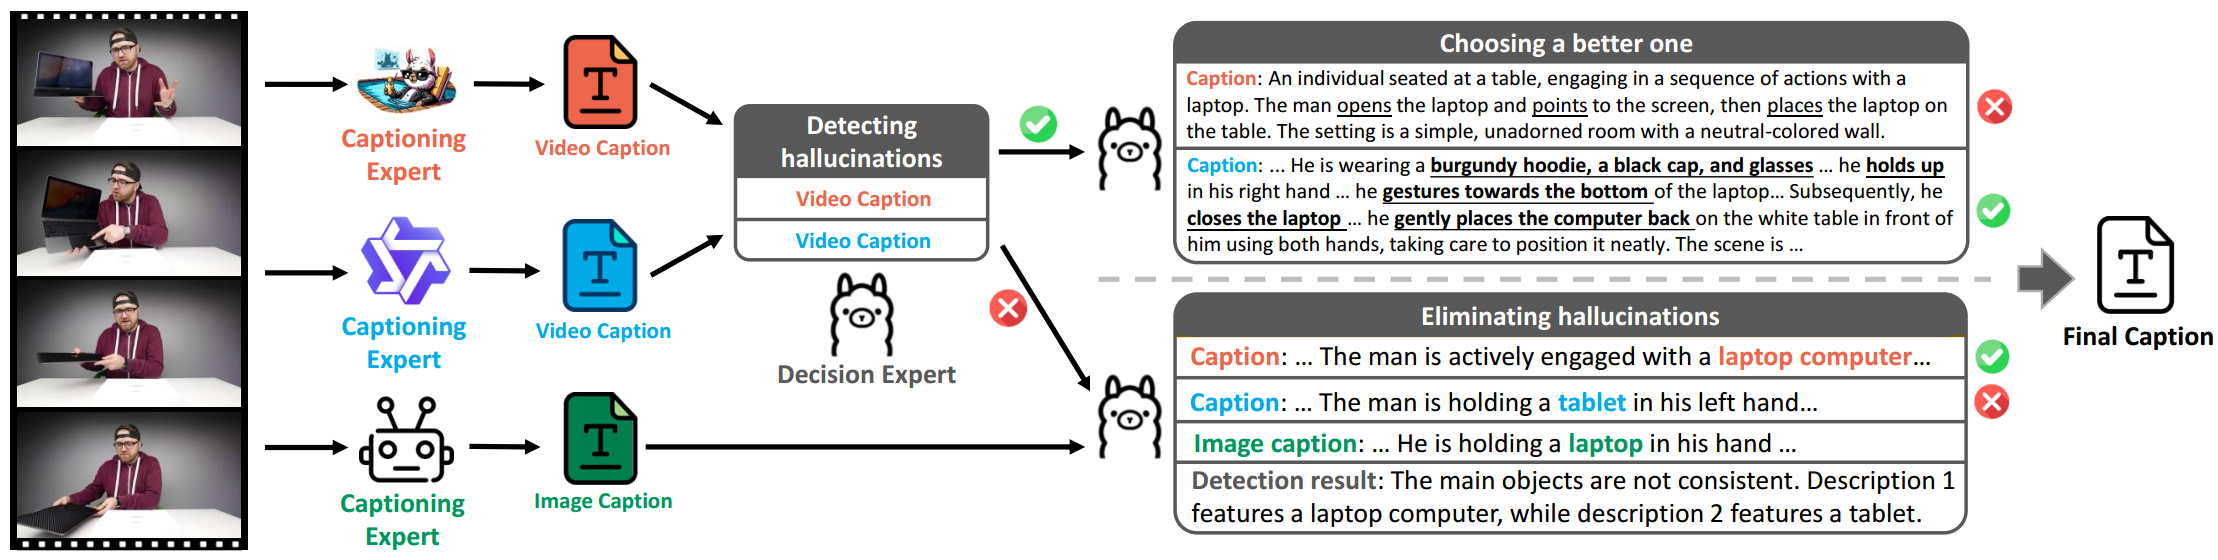 Captioning
Expert
T
Video Caption
Captioning
Expert
T
Video Caption
Captioning
Expert
T
Image Caption
Detecting
hallucinations
Video Caption
Video Caption
Decision Expert
Choosing a better one
Caption: An individual seated at a table, engaging in a sequence of actions with a
laptop. The man opens the laptop and points to the screen, then places the laptop on
the table. The setting is a simple, unadorned room with a neutral-colored wall.
Caption: ... He is wearing a burgundy hoodie, a black cap, and glasses ... he holds up
in his right hand ... he gestures towards the bottom of the laptop... Subsequently, he
closes the laptop ... he gently places the computer back on the white table in front of
him using both hands, taking care to position it neatly. The scene is ...
Eliminating hallucinations
Caption: ... The man is actively engaged with a laptop computer...
Caption: ... The man is holding a tablet in his left hand...
Image caption: ... He is holding a laptop in his hand ...
Detection result: The main objects are not consistent. Description 1
features a laptop computer, while description 2 features a tablet.
T
Final Caption